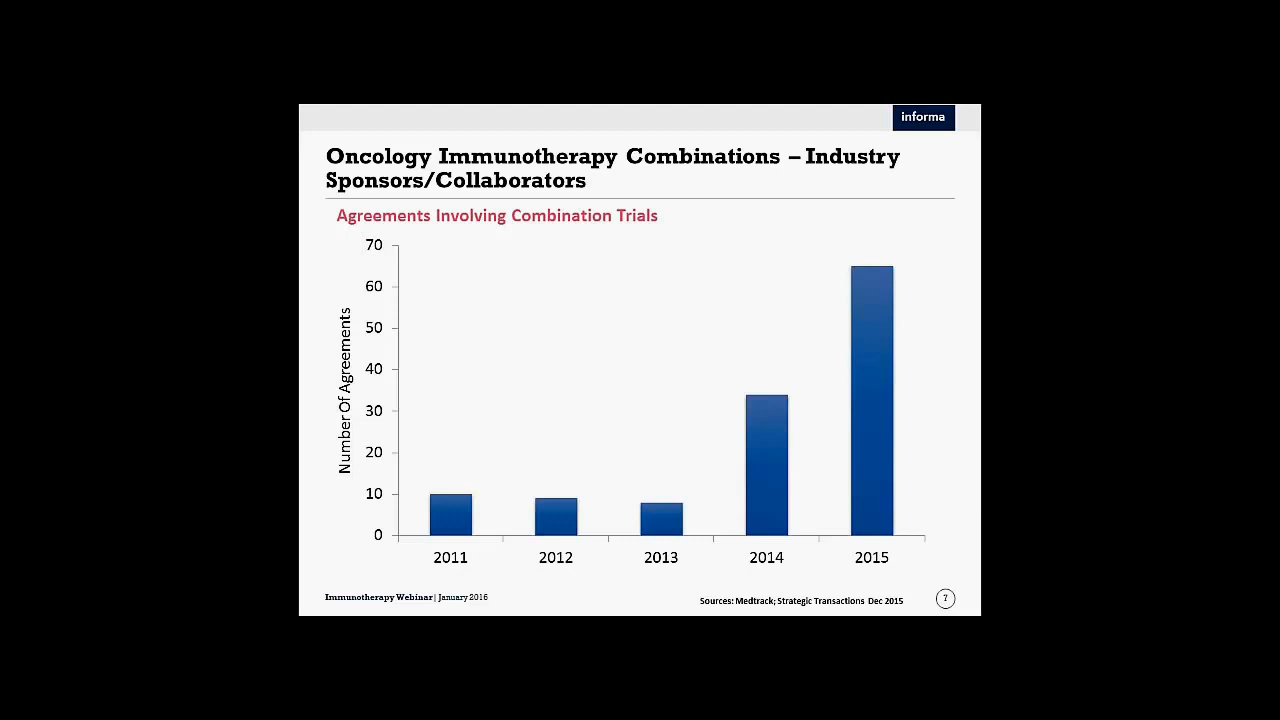 informa
Oncology Immunotherapy Combinations – Industry
Sponsors/Collaborators
Agreements Involving Combination Trials
70
60
50
40
30
20
10
0
Number Of Agreements
2011 2012 2013 2014 2015
Immunotherapy Webinar| January 2016
Sources: Medtrack; Strategic Transactions Dec 2015
7